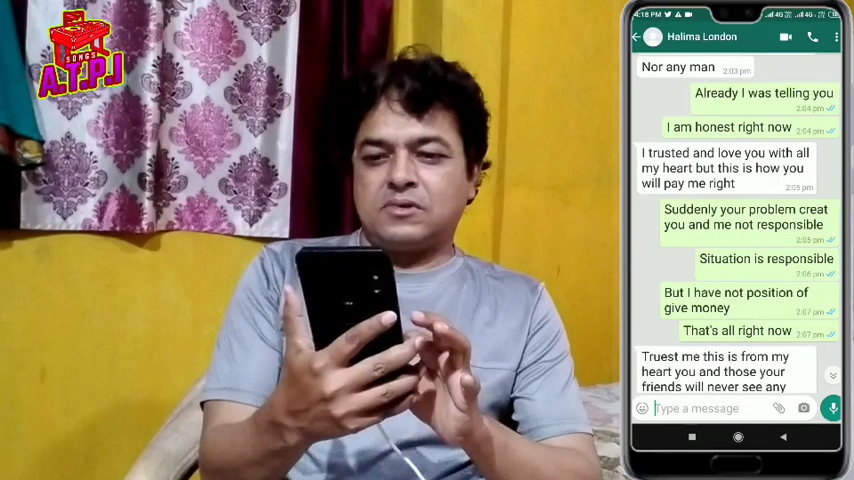 SONGS
A.T.P.I
4:18 PM
4G
4G
Halima London
Nor any man
2:03 pm
Already I was telling you
2:04 pm
I am honest right now
2:04 pm
I trusted and love you with all
my heart but this is how you
will pay me right
2:05 pm
Suddenly your problem creat
you and me not responsible
2:05 pm
Situation is responsible
2:06 pm
But I have not position of
give money
2:07 pm
That's all right now
2:07 pm
Truest me this is from my
heart you and those your
friends will never see any
Type a message